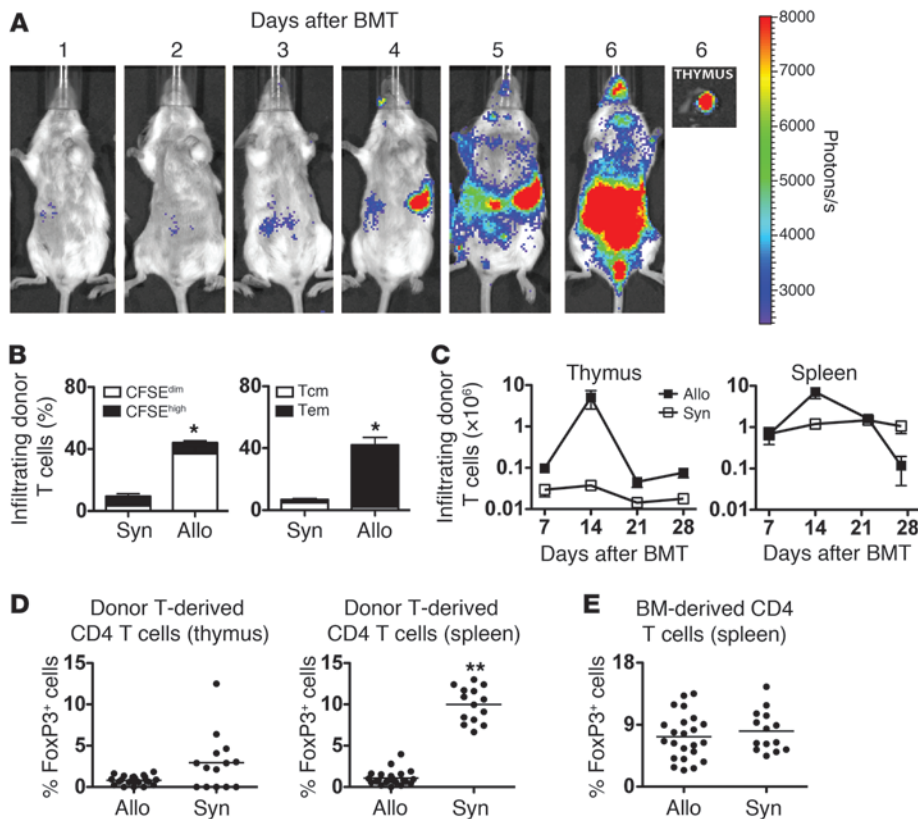 A
Days after BMT
1 2 3 4 5 6 6
THYMUS
8000
7000
6000
5000
4000
3000
Photons/s
B
Infiltrating donor
T cells (%)
80
40
0
CFSEdim
CFSEhigh
*
Syn Allo
80
40
0
Tcm
Tem
*
Syn Allo
C
Infiltrating donor
T cells (×10⁶)
Thymus
10
1
0.1
0.01
Allo
Syn
7 14 21 28
Days after BMT
Spleen
10
1
0.1
0.01
7 14 21 28
Days after BMT
D
Donor T-derived
CD4 T cells (thymus)
% FoxP3⁺ cells
15
10
5
0
Allo Syn
Donor T-derived
CD4 T cells (spleen)
% FoxP3⁺ cells
15
10
5
0
**
Allo Syn
E
BM-derived CD4
T cells (spleen)
% FoxP3⁺ cells
18
9
0
Allo Syn